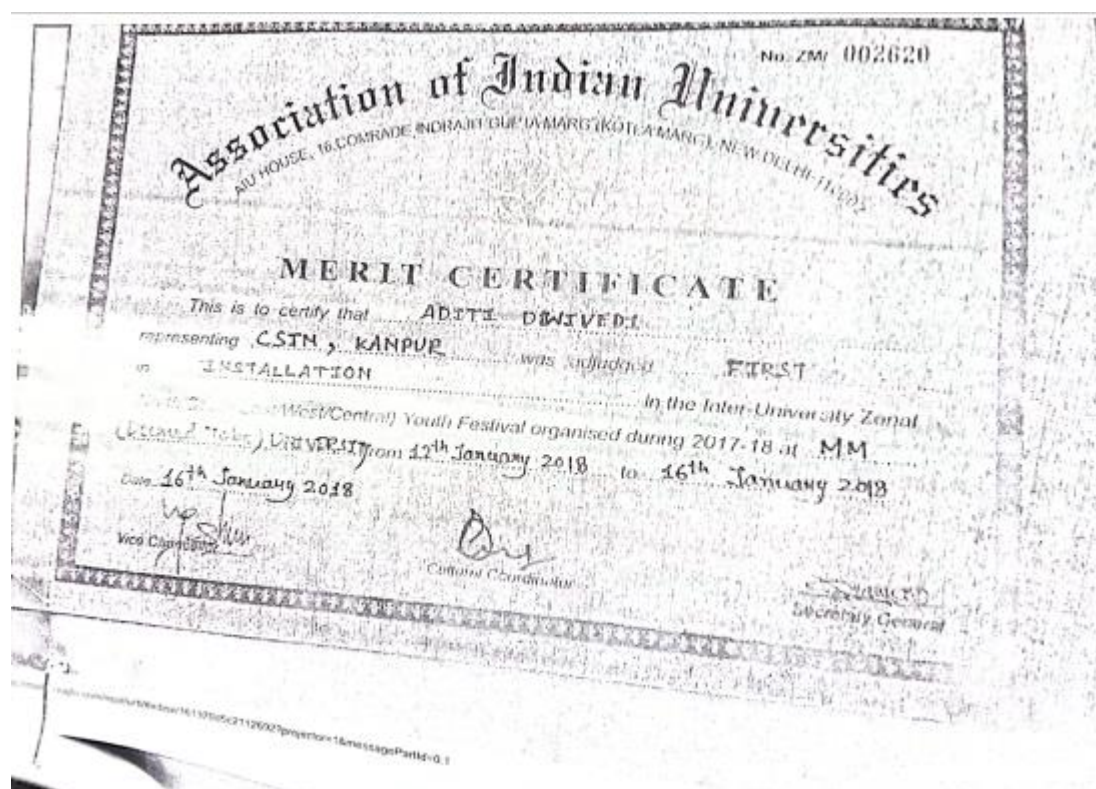 No. ZM/ 002620
Association of Indian Universities
AIU HOUSE, 16 COMRADE INDRAJIT GUPTA MARG (KOTLA MARG), NEW DELHI-110002
MERIT CERTIFICATE
This is to certify that ADITI DWIVEDI
representing CSTM, KANPUR was adjudged FIRST
INSTALLATION in the Inter-University Zonal
West/Central) Youth Festival organised during 2017-18 at MM
UNIVERSITY from 12th January 2018 to 16th January 2018
Date 16th January 2018
Vice Chancellor
Cultural Coordinator
Secretary General